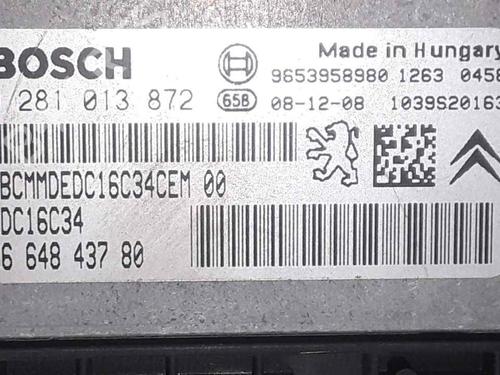 BOSCH
Made in Hungary
9653958980 1263 0458
281 013 872
65B
08-12-08
1039S20163
BCMMDEDC16C34CEM 00
DC16C34
6 648 437 80